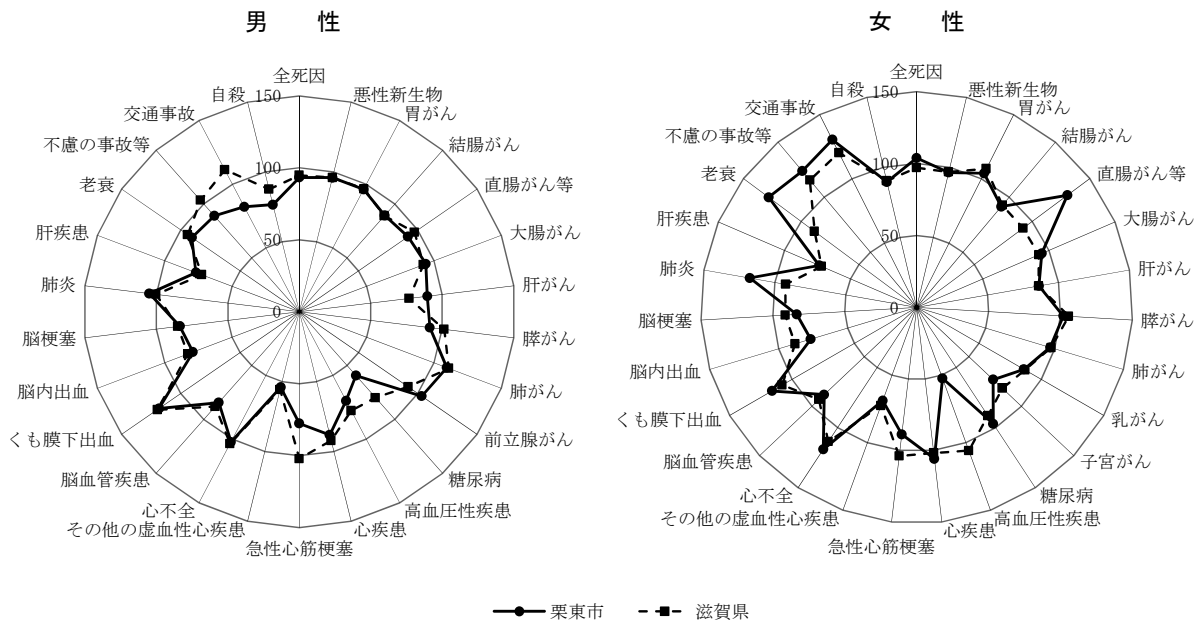 男　　性
全死因
悪性新生物
胃がん
結腸がん
直腸がん等
大腸がん
肝がん
膵がん
肺がん
前立腺がん
糖尿病
高血圧性疾患
心疾患
急性心筋梗塞
その他の虚血性心疾患
心不全
脳血管疾患
くも膜下出血
脳内出血
脳梗塞
肺炎
肝疾患
老衰
不慮の事故等
交通事故
自殺
150
100
50
0
女　　性
全死因
悪性新生物
胃がん
結腸がん
直腸がん等
大腸がん
肝がん
膵がん
肺がん
乳がん
子宮がん
糖尿病
高血圧性疾患
心疾患
急性心筋梗塞
その他の虚血性心疾患
心不全
脳血管疾患
くも膜下出血
脳内出血
脳梗塞
肺炎
肝疾患
老衰
不慮の事故等
交通事故
自殺
150
100
50
0
栗東市
滋賀県